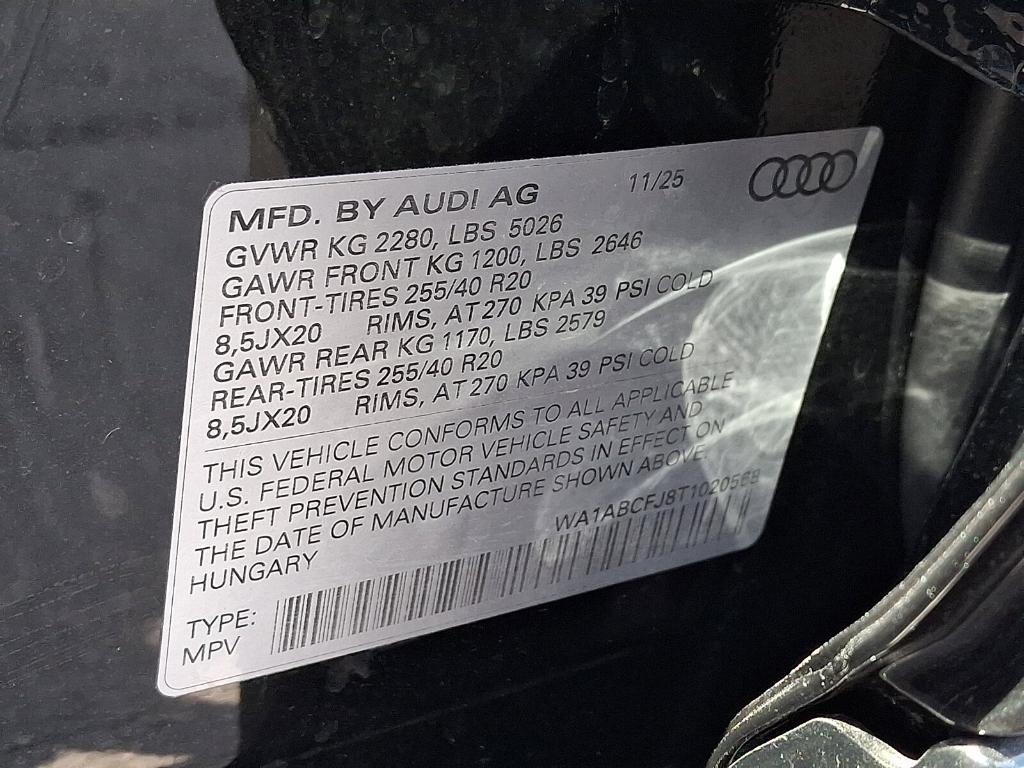 MFD. BY AUDI AG 11/25
GVWR KG 2280, LBS 5026
GAWR FRONT KG 1200, LBS 2646
FRONT-TIRES 255/40 R20
8,5JX20 RIMS, AT 270 KPA 39 PSI COLD
GAWR REAR KG 1170, LBS 2579
REAR-TIRES 255/40 R20
8,5JX20 RIMS, AT 270 KPA 39 PSI COLD
THIS VEHICLE CONFORMS TO ALL APPLICABLE
U.S. FEDERAL MOTOR VEHICLE SAFETY AND
THEFT PREVENTION STANDARDS IN EFFECT ON
THE DATE OF MANUFACTURE SHOWN ABOVE.
HUNGARY
TYPE:
MPV